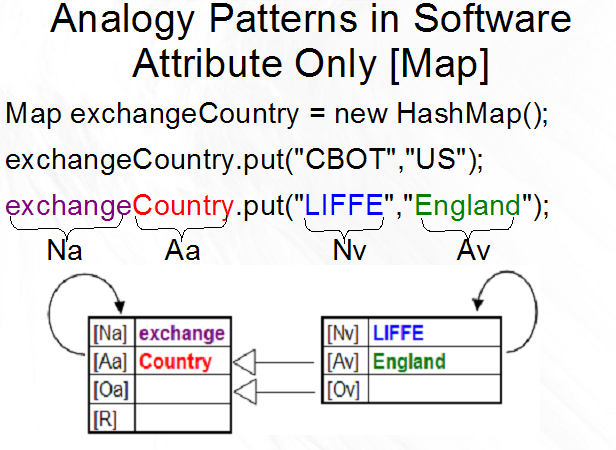 Analogy Patterns in Software
Attribute Only [Map]
Map exchangeCountry = new HashMap();
exchangeCountry.put("CBOT","US");
exchangeCountry.put("LIFFE","England");
Na Aa Nv Av
[Na] exchange
[Aa] Country
[Oa]
[R]
[Nv] LIFFE
[Av] England
[Ov]